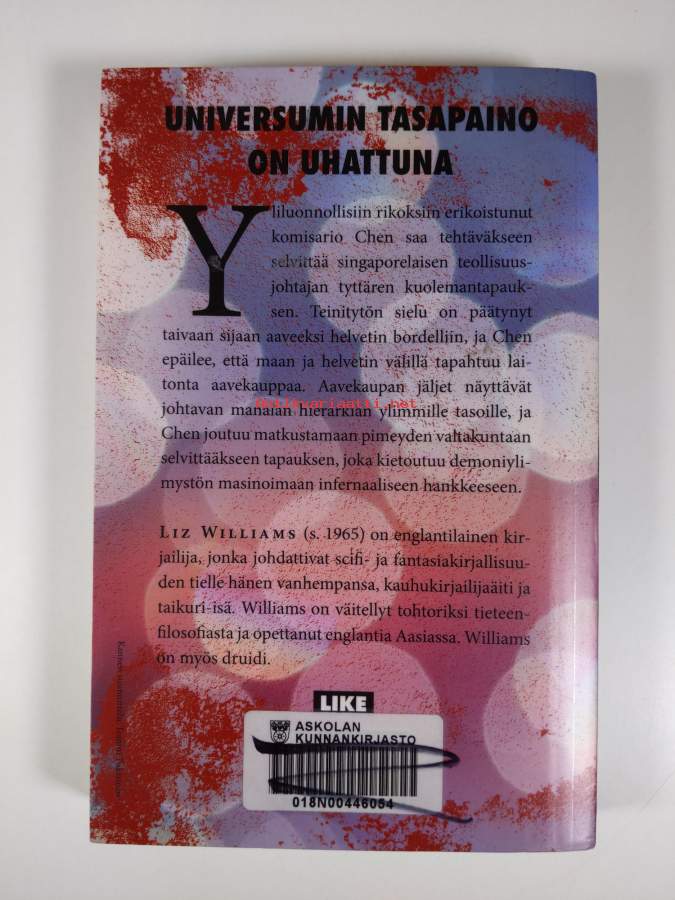 UNIVERSUMIN TASAPAINO
ON UHATTUNA
Yliluonnollisiin rikoksiin erikoistunut
komisario Chen saa tehtäväkseen
selvittää singaporelaisen teollisuus-
johtajan tyttären kuolemantapauk-
sen. Teinitytön sielu on päätynyt
taivaan sijaan aaveeksi helvetin bordelliin, ja Chen
epäilee, että maan ja helvetin välillä tapahtuu lai-
tonta aavekauppaa. Aavekaupan jäljet näyttävät
Antikvariaatti.net
johtavan manalan hierarkian ylimmille tasoille, ja
Chen joutuu matkustamaan pimeyden valtakuntaan
selvittääkseen tapauksen, joka kietoutuu demoniyli-
mystön masinoimaan infernaaliseen hankkeeseen.
LIZ WILLIAMS (s. 1965) on englantilainen kir-
jailija, jonka johdattivat scifi- ja fantasiakirjallisuu-
den tielle hänen vanhempansa, kauhukirjailijaäiti ja
taikuri-isä. Williams on väitellyt tohtoriksi tieteen-
filosofiasta ja opettanut englantia Aasiassa. Williams
on myös druidi.
LIKE
ASKOLAN
KUNNANKIRJASTO
018N00446054